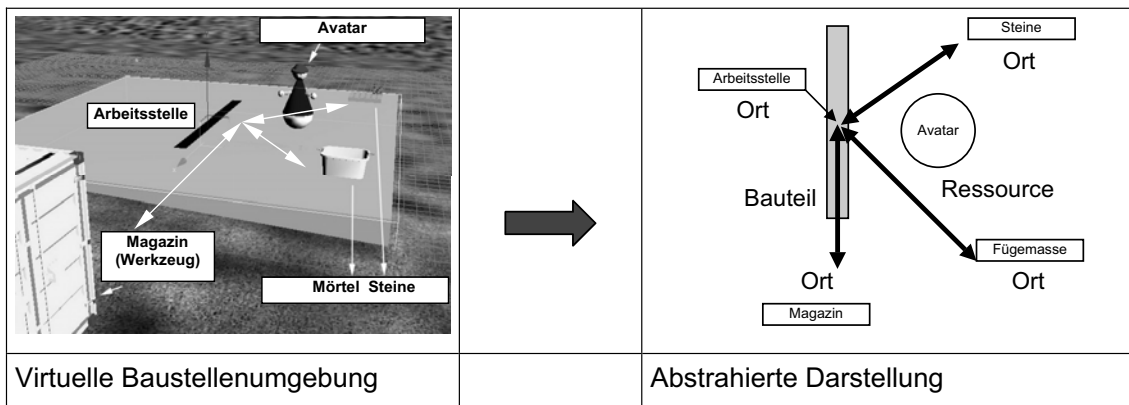 Avatar
Arbeitsstelle
Magazin
(Werkzeug)
Mörtel Steine
Steine
Ort
Arbeitsstelle
Ort
Avatar
Bauteil
Ressource
Fügemasse
Ort
Ort
Magazin
Virtuelle Baustellenumgebung
Abstrahierte Darstellung